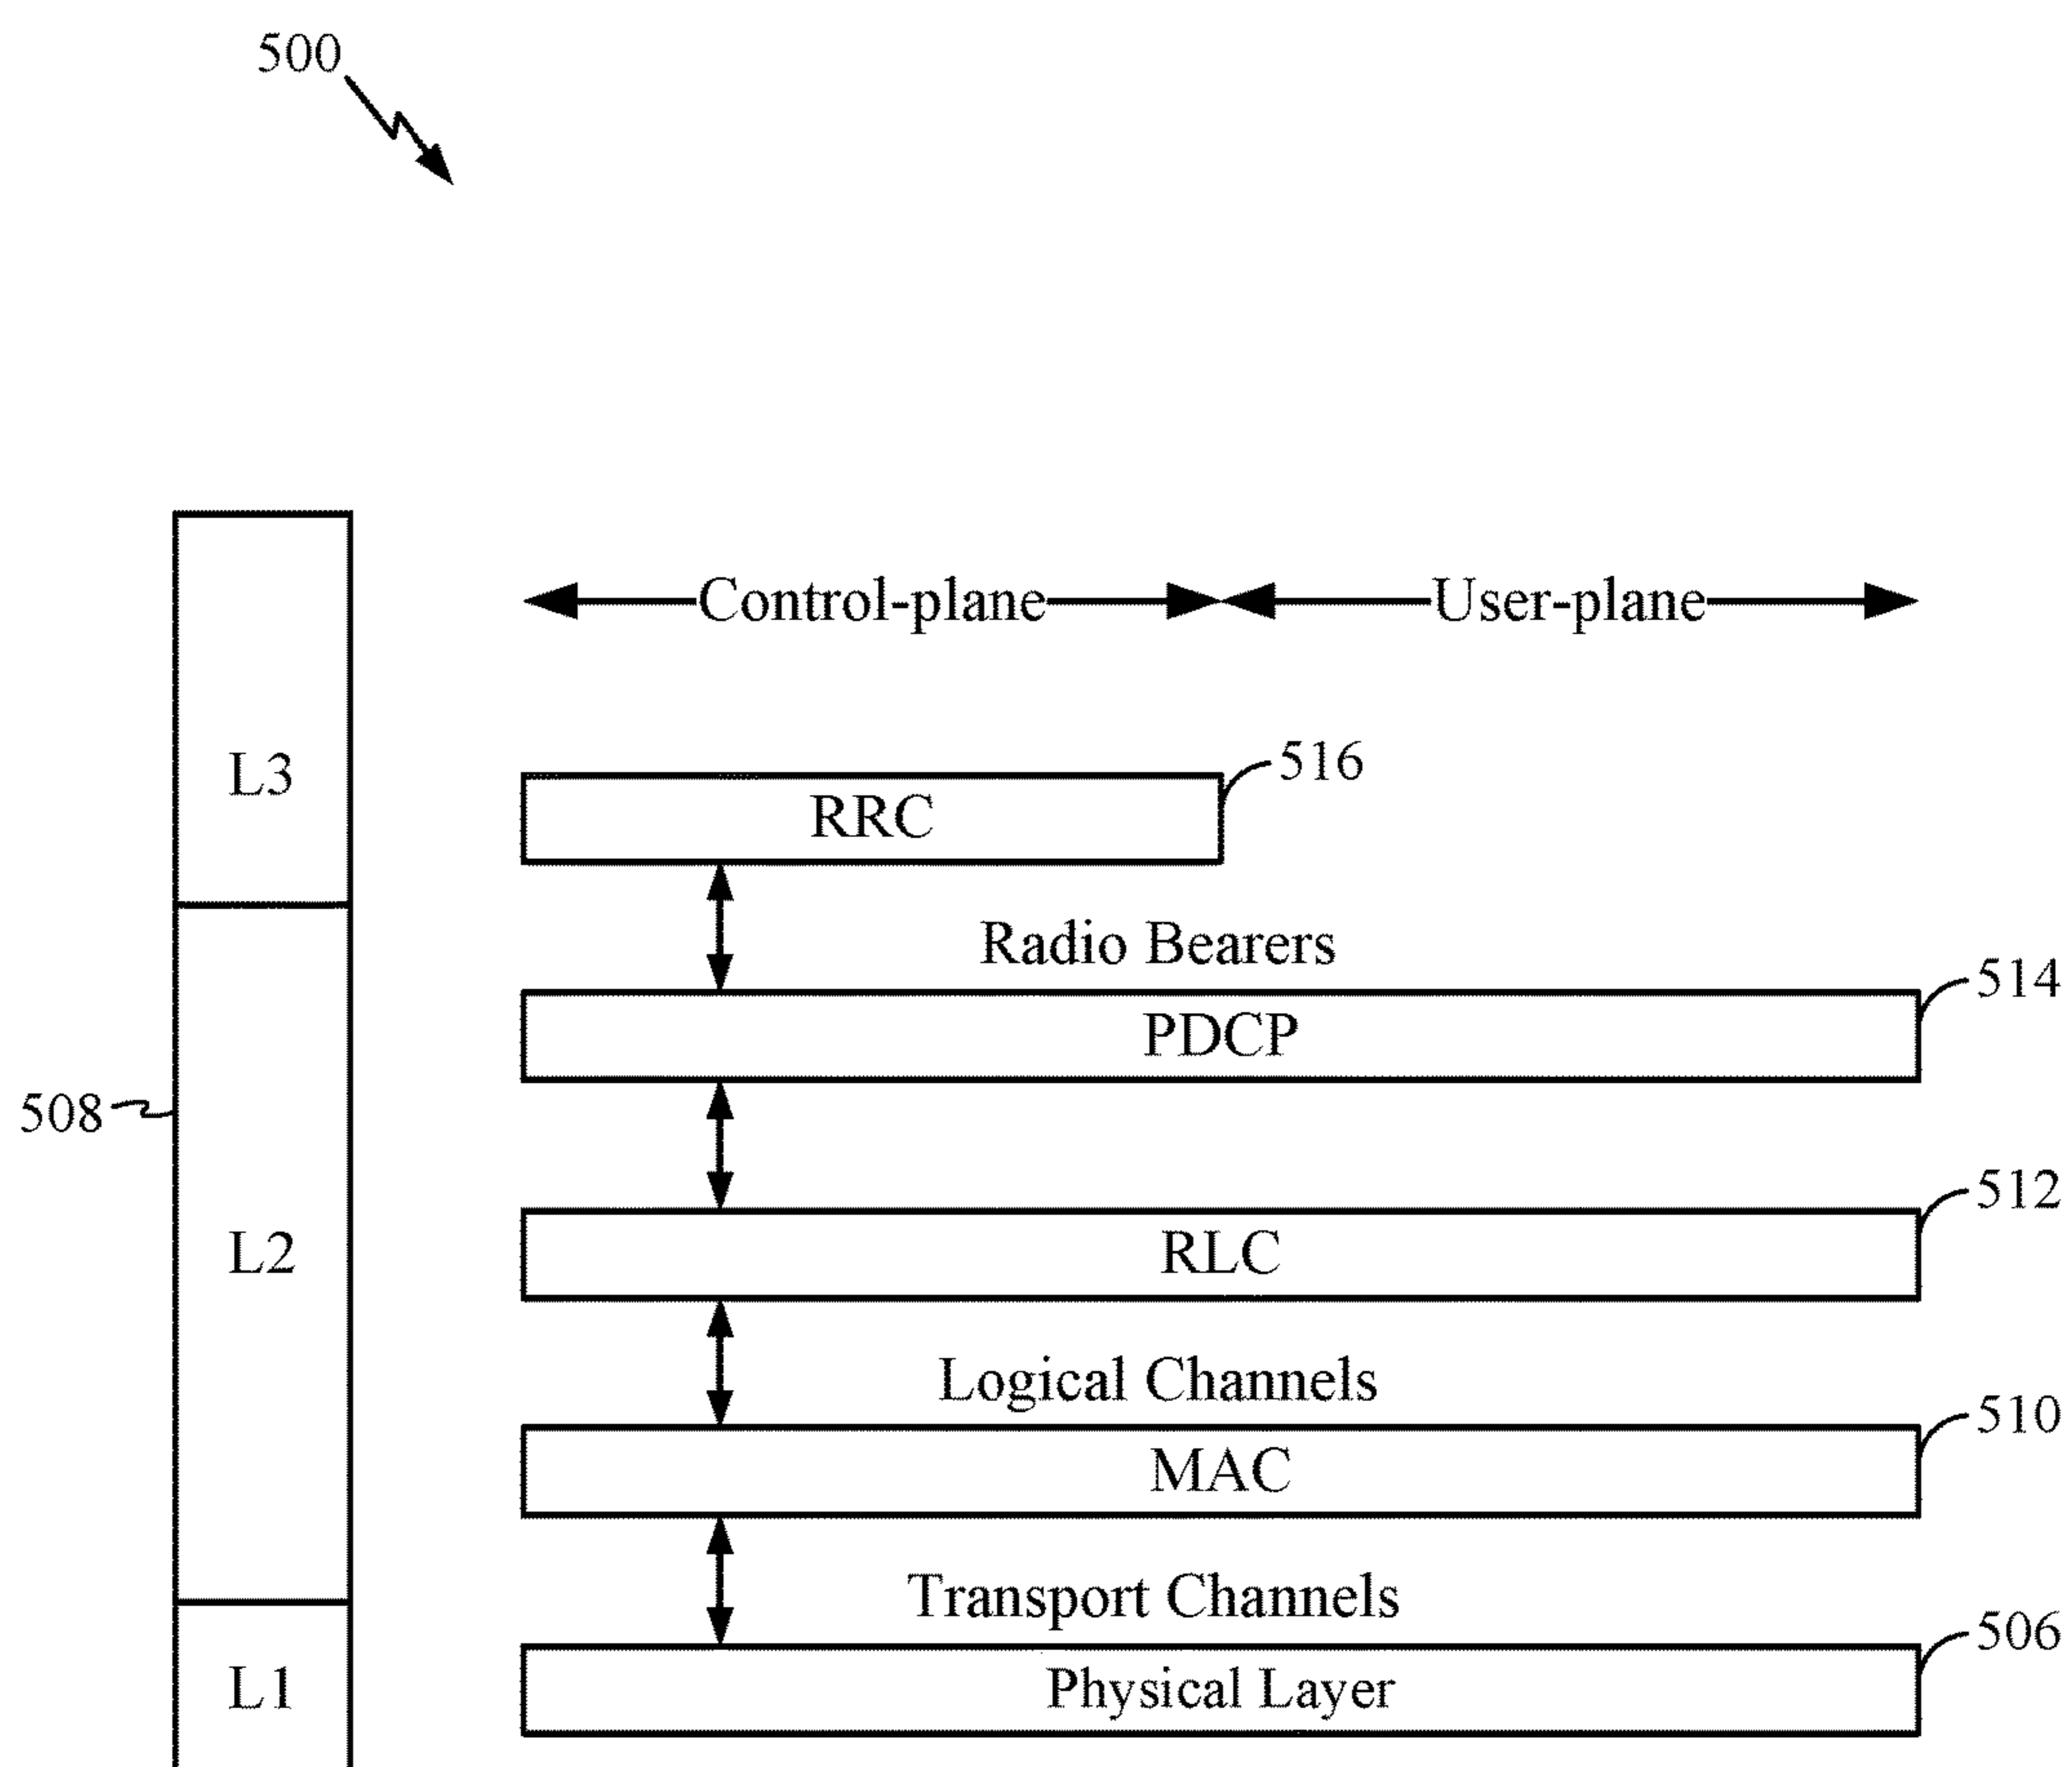 500
Control-plane User-plane
L3
516
RRC
Radio Bearers
514
PDCP
508
512
L2
RLC
Logical Channels
510
MAC
Transport Channels
506
L1
Physical Layer